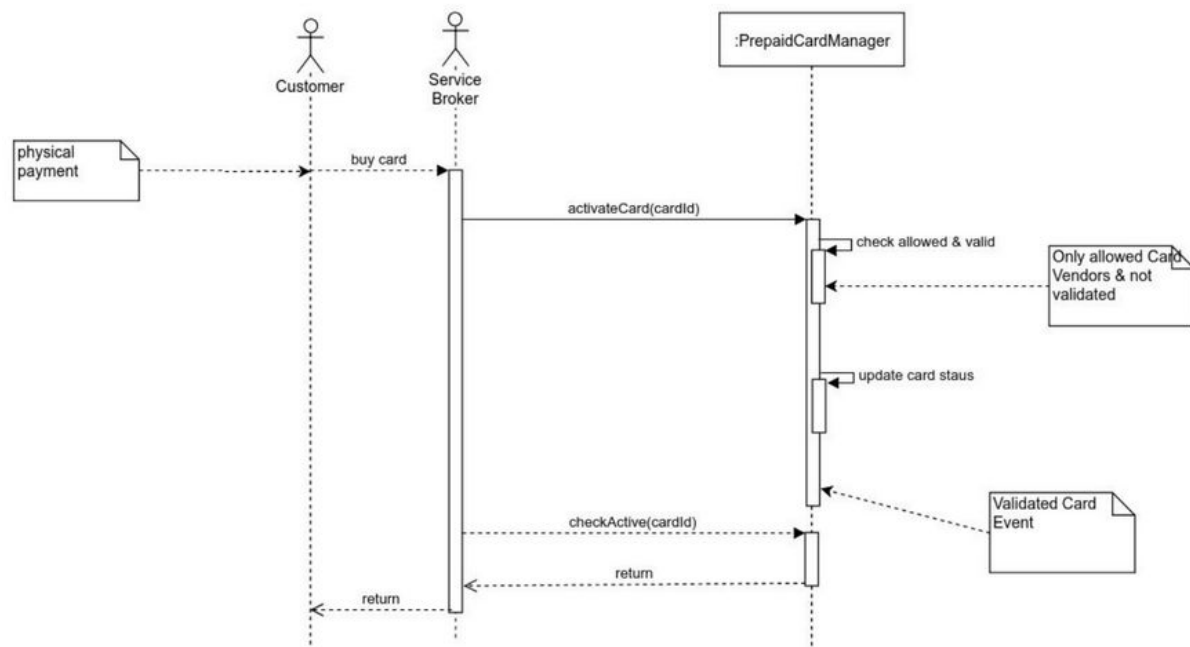 :PrepaidCardManager
Customer
Service
Broker
physical
payment
buy card
activateCard(cardId)
check allowed & valid
Only allowed Card
Vendors & not
validated
update card staus
Validated Card
Event
checkActive(cardId)
return
return